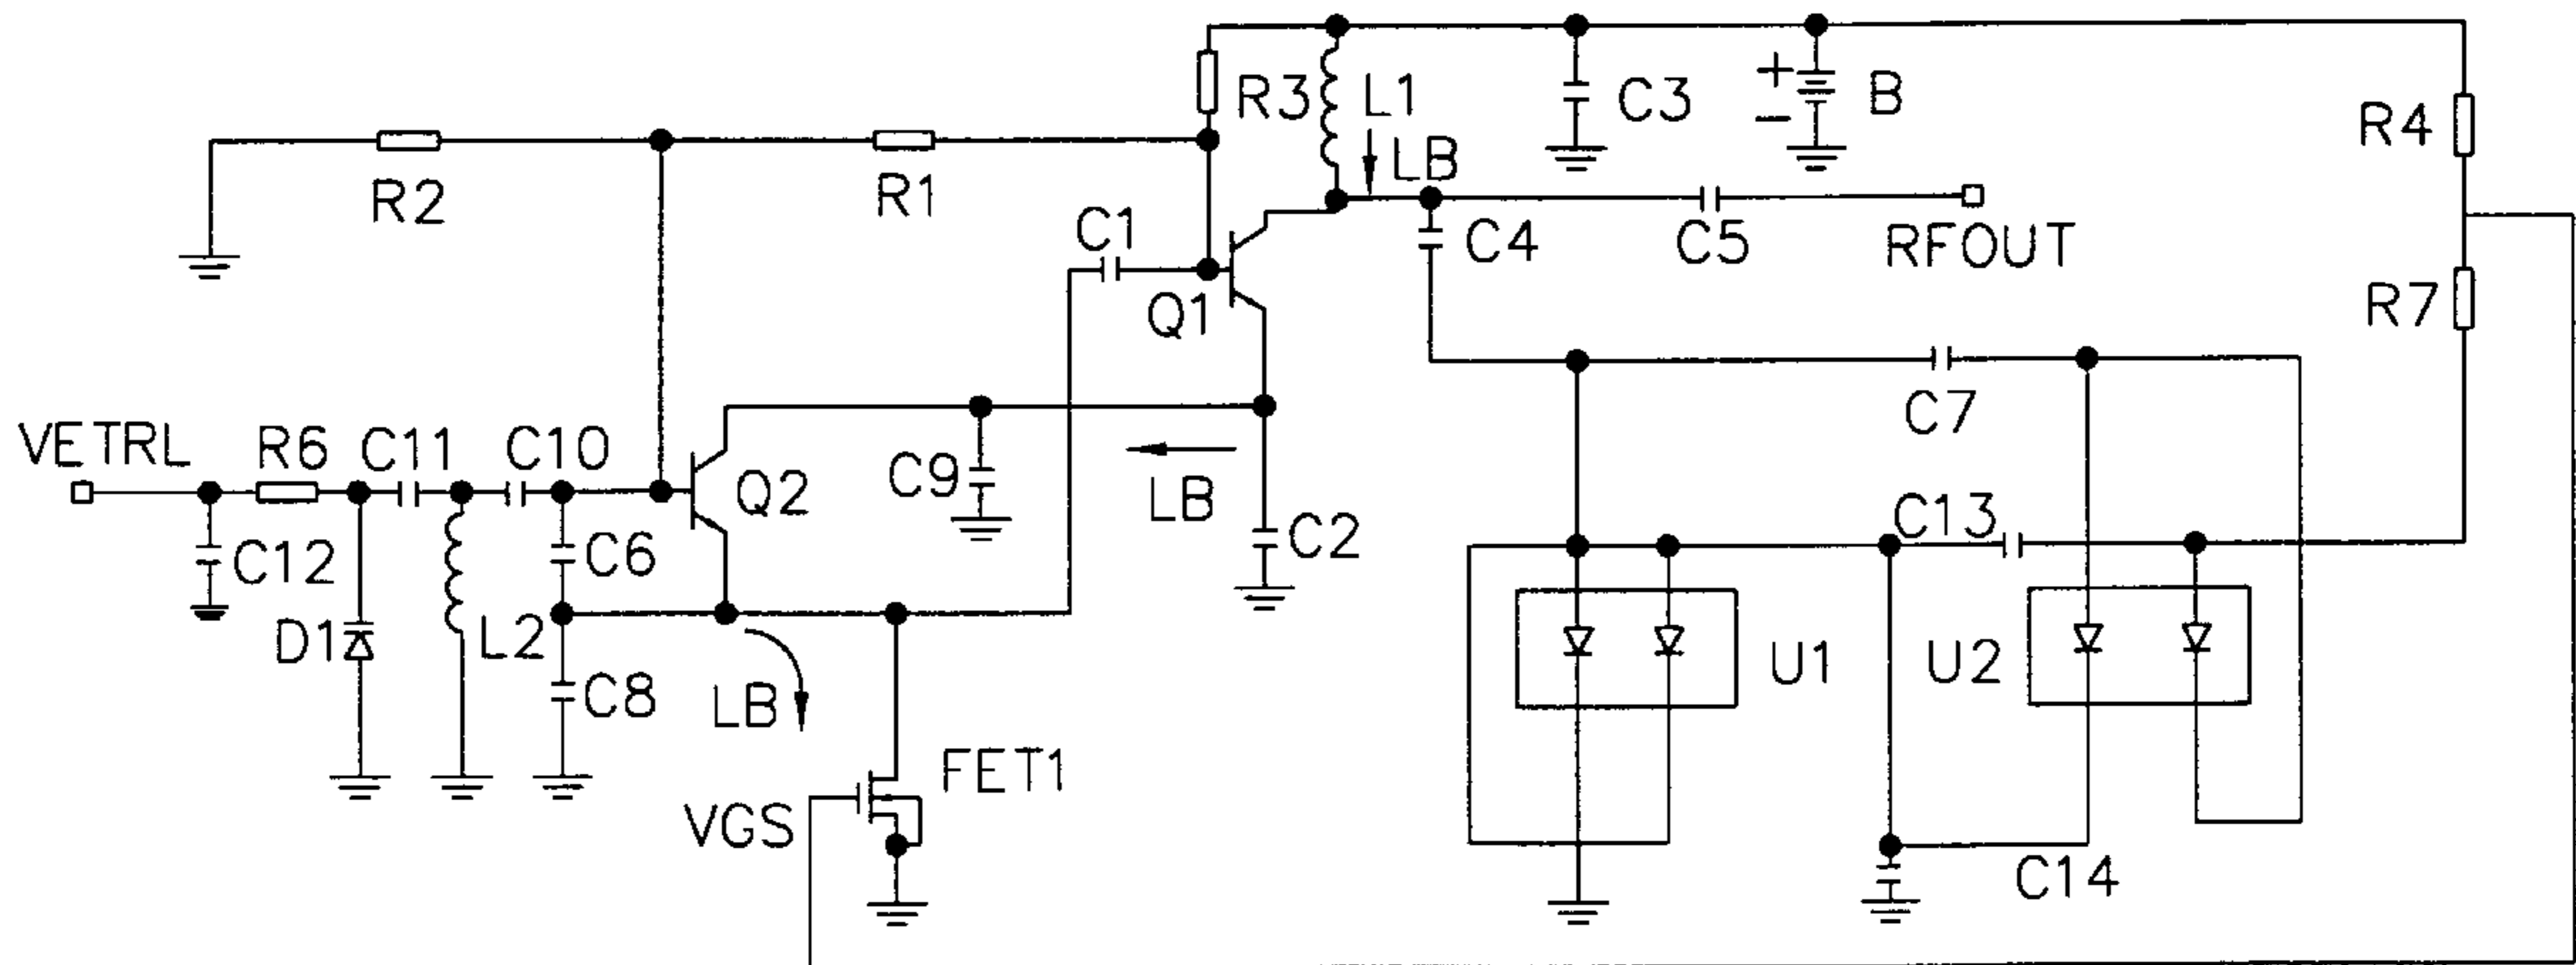 R3
L1
C3
+
−
B
R4
LB
R2
R1
C1
C4
C5
RFOUT
Q1
R7
C7
VETRL
R6
C11
C10
Q2
C9
LB
C2
C13
C12
C6
D1
L2
U1
U2
C8
LB
FET1
VGS
C14